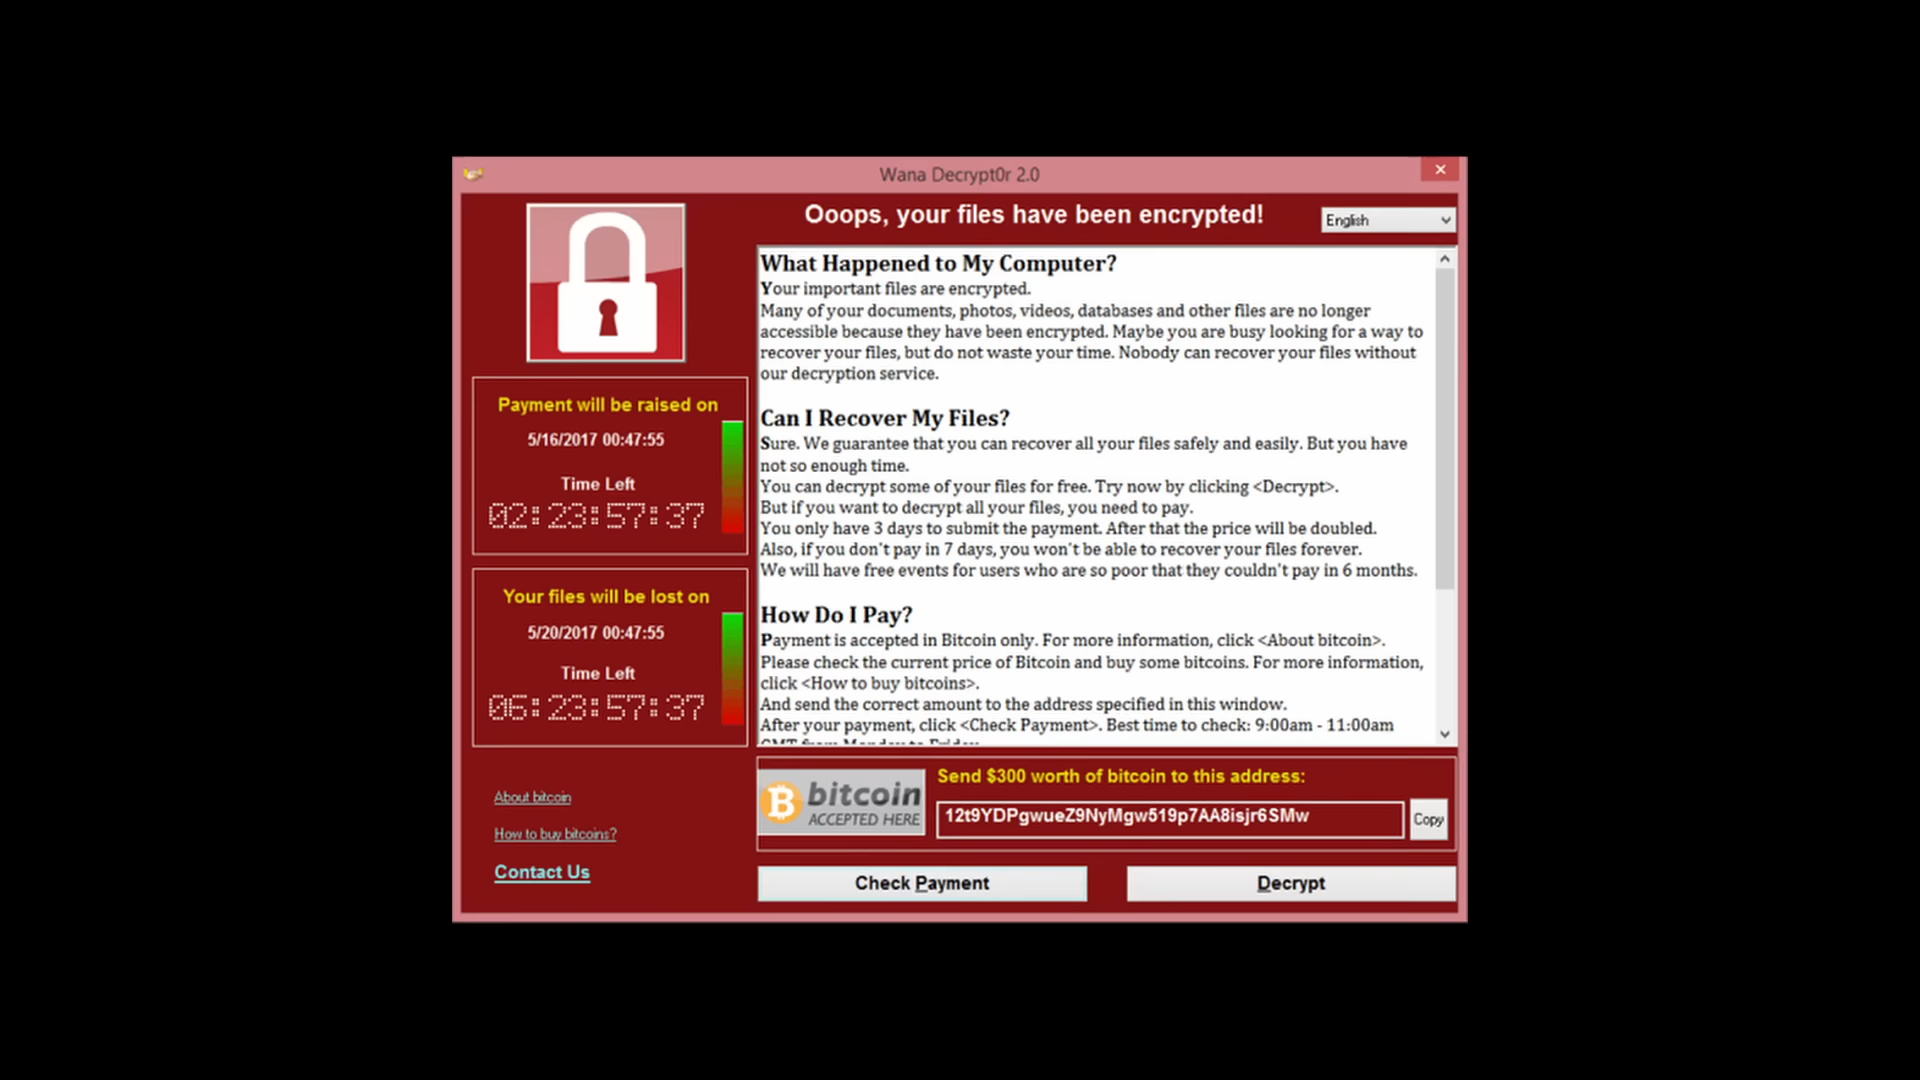 Wana Decrypt0r 2.0
Ooops, your files have been encrypted!
English
Payment will be raised on
5/16/2017 00:47:55
Time Left
02:23:57:37
Your files will be lost on
5/20/2017 00:47:55
Time Left
06:23:57:37
About bitcoin
How to buy bitcoins?
Contact Us
What Happened to My Computer?
Your important files are encrypted.
Many of your documents, photos, videos, databases and other files are no longer
accessible because they have been encrypted. Maybe you are busy looking for a way to
recover your files, but do not waste your time. Nobody can recover your files without
our decryption service.
Can I Recover My Files?
Sure. We guarantee that you can recover all your files safely and easily. But you have
not so enough time.
You can decrypt some of your files for free. Try now by clicking <Decrypt>.
But if you want to decrypt all your files, you need to pay.
You only have 3 days to submit the payment. After that the price will be doubled.
Also, if you don't pay in 7 days, you won't be able to recover your files forever.
We will have free events for users who are so poor that they couldn't pay in 6 months.
How Do I Pay?
Payment is accepted in Bitcoin only. For more information, click <About bitcoin>.
Please check the current price of Bitcoin and buy some bitcoins. For more information,
click <How to buy bitcoins>.
And send the correct amount to the address specified in this window.
After your payment, click <Check Payment>. Best time to check: 9:00am - 11:00am
GMT from Monday to Friday.
bitcoin
ACCEPTED HERE
Send $300 worth of bitcoin to this address:
12t9YDPgwueZ9NyMgw519p7AA8isjr6SMw
Copy
Check Payment
Decrypt